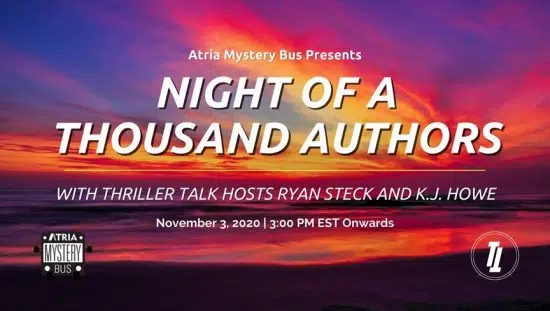 Atria Mystery Bus Presents
NIGHT OF A
THOUSAND AUTHORS
WITH THRILLER TALK HOSTS RYAN STECK AND K.J. HOWE
November 3, 2020 | 3:00 PM EST Onwards
ATRIA
MYSTERY
BUS
TL